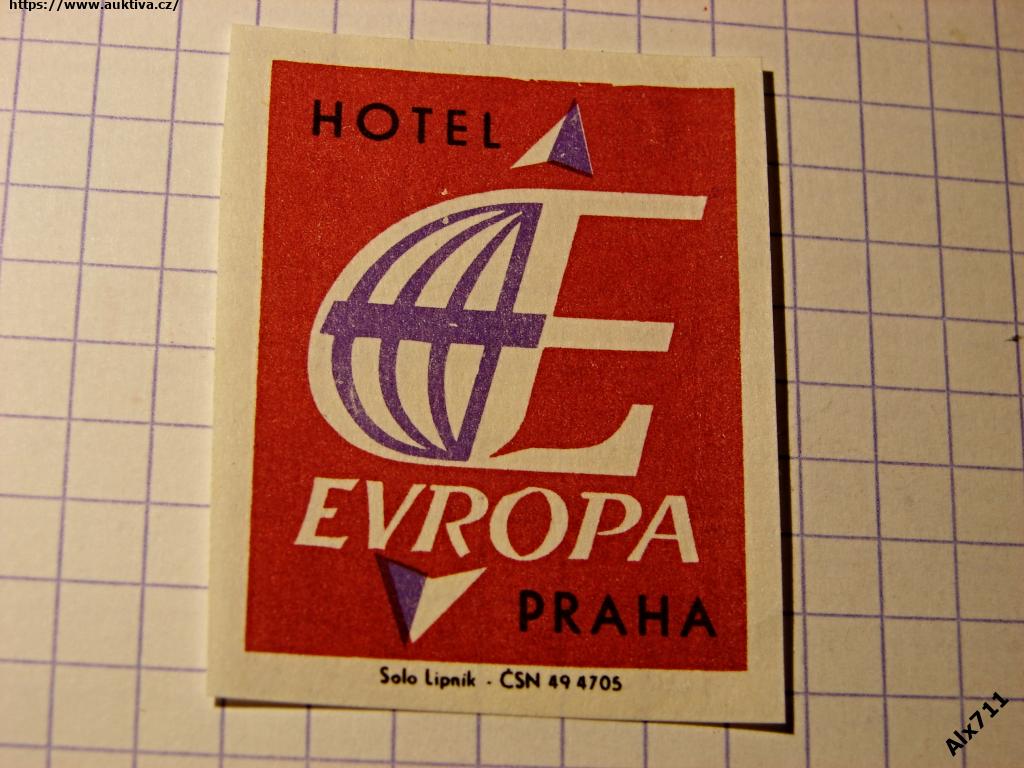 https://www.auktiva.cz/
HOTEL
E
EVROPA
PRAHA
Solo Lipník - ČSN 49 4705
Alx711